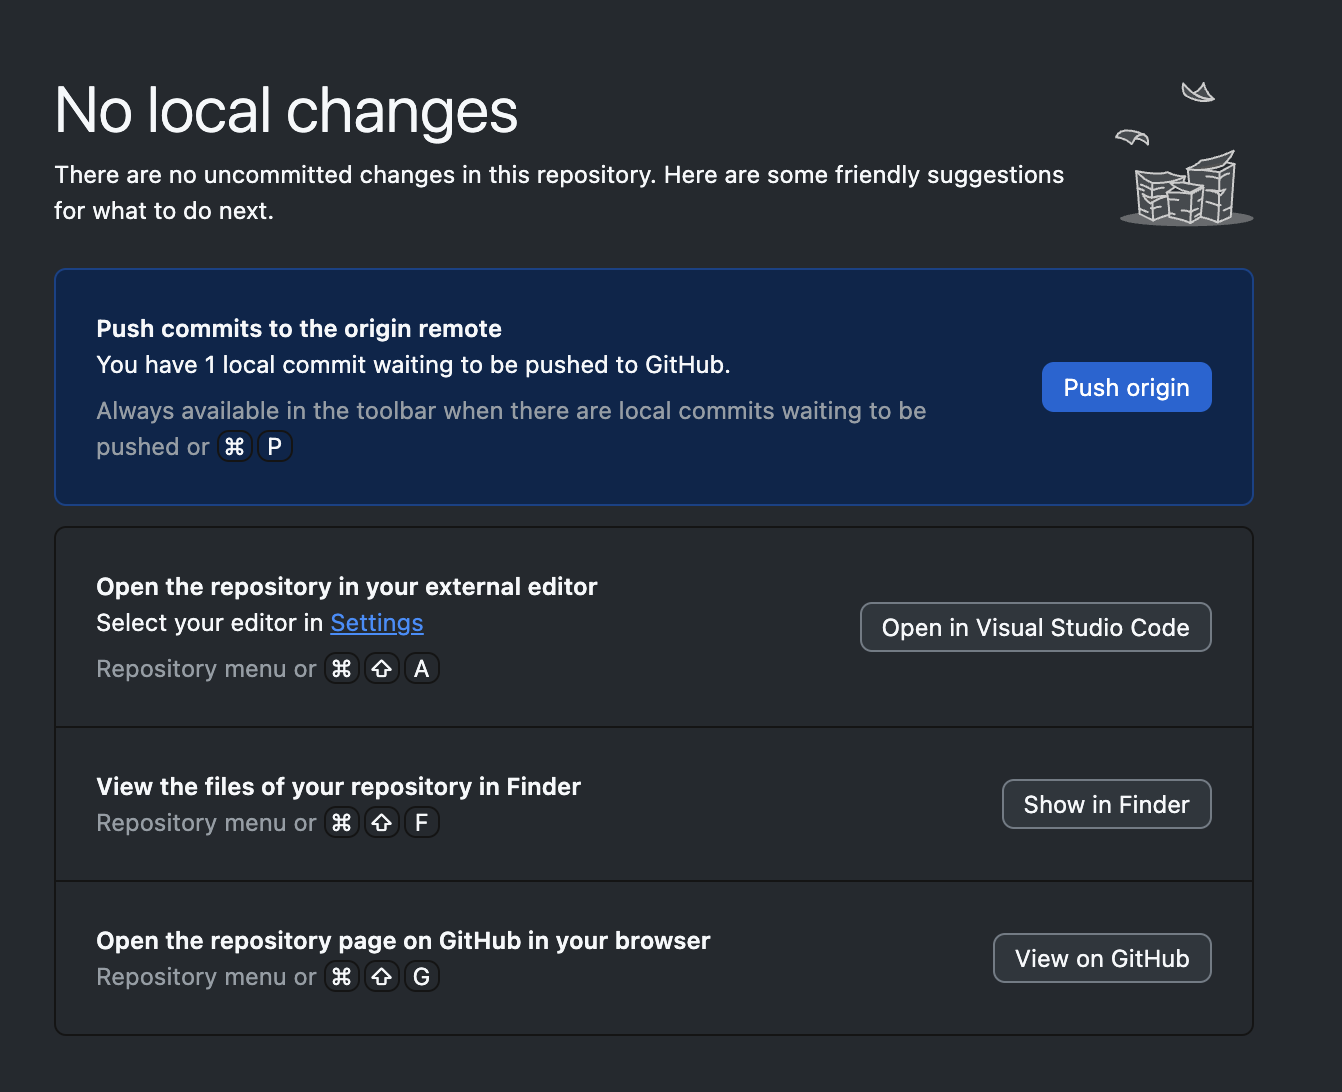 No local changes
There are no uncommitted changes in this repository. Here are some friendly suggestions
for what to do next.
Push commits to the origin remote
You have 1 local commit waiting to be pushed to GitHub.
Always available in the toolbar when there are local commits waiting to be
pushed or ⌘ P
Push origin
Open the repository in your external editor
Select your editor in Settings
Repository menu or ⌘ ⇧ A
Open in Visual Studio Code
View the files of your repository in Finder
Repository menu or ⌘ ⇧ F
Show in Finder
Open the repository page on GitHub in your browser
Repository menu or ⌘ ⇧ G
View on GitHub